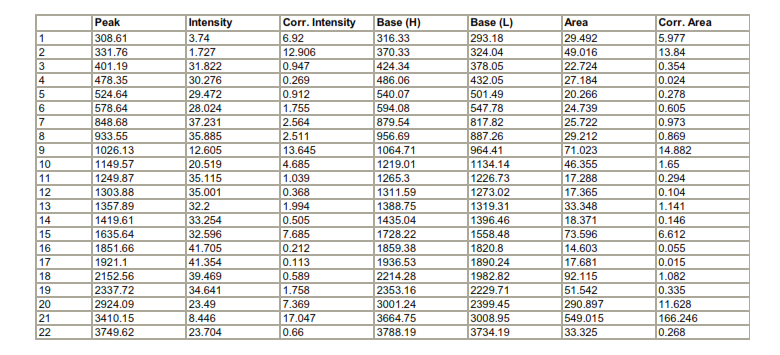 Peak Intensity Corr. Intensity Base (H) Base (L) Area Corr. Area
1 308.61 3.74 6.92 316.33 293.18 29.492 5.977
2 331.76 1.727 12.906 370.33 324.04 49.016 13.84
3 401.19 31.822 0.947 424.34 378.05 22.724 0.354
4 478.35 30.276 0.269 486.06 432.05 27.184 0.024
5 524.64 29.472 0.912 540.07 501.49 20.266 0.278
6 578.64 28.024 1.755 594.08 547.78 24.739 0.605
7 848.68 37.231 2.564 879.54 817.82 25.722 0.973
8 933.55 35.885 2.511 956.69 887.26 29.212 0.869
9 1026.13 12.605 13.645 1064.71 964.41 71.023 14.882
10 1149.57 20.519 4.685 1219.01 1134.14 46.355 1.65
11 1249.87 35.115 1.039 1265.3 1226.73 17.288 0.294
12 1303.88 35.001 0.368 1311.59 1273.02 17.365 0.104
13 1357.89 32.2 1.994 1388.75 1319.31 33.348 1.141
14 1419.61 33.254 0.505 1435.04 1396.46 18.371 0.146
15 1635.64 32.596 7.685 1728.22 1558.48 73.596 6.612
16 1851.66 41.705 0.212 1859.38 1820.8 14.603 0.055
17 1921.1 41.354 0.113 1936.53 1890.24 17.681 0.015
18 2152.56 39.469 0.589 2214.28 1982.82 92.115 1.082
19 2337.72 34.641 1.758 2353.16 2229.71 51.542 0.335
20 2924.09 23.49 7.369 3001.24 2399.45 290.897 11.628
21 3410.15 8.446 17.047 3664.75 3008.95 549.015 166.246
22 3749.62 23.704 0.66 3788.19 3734.19 33.325 0.268